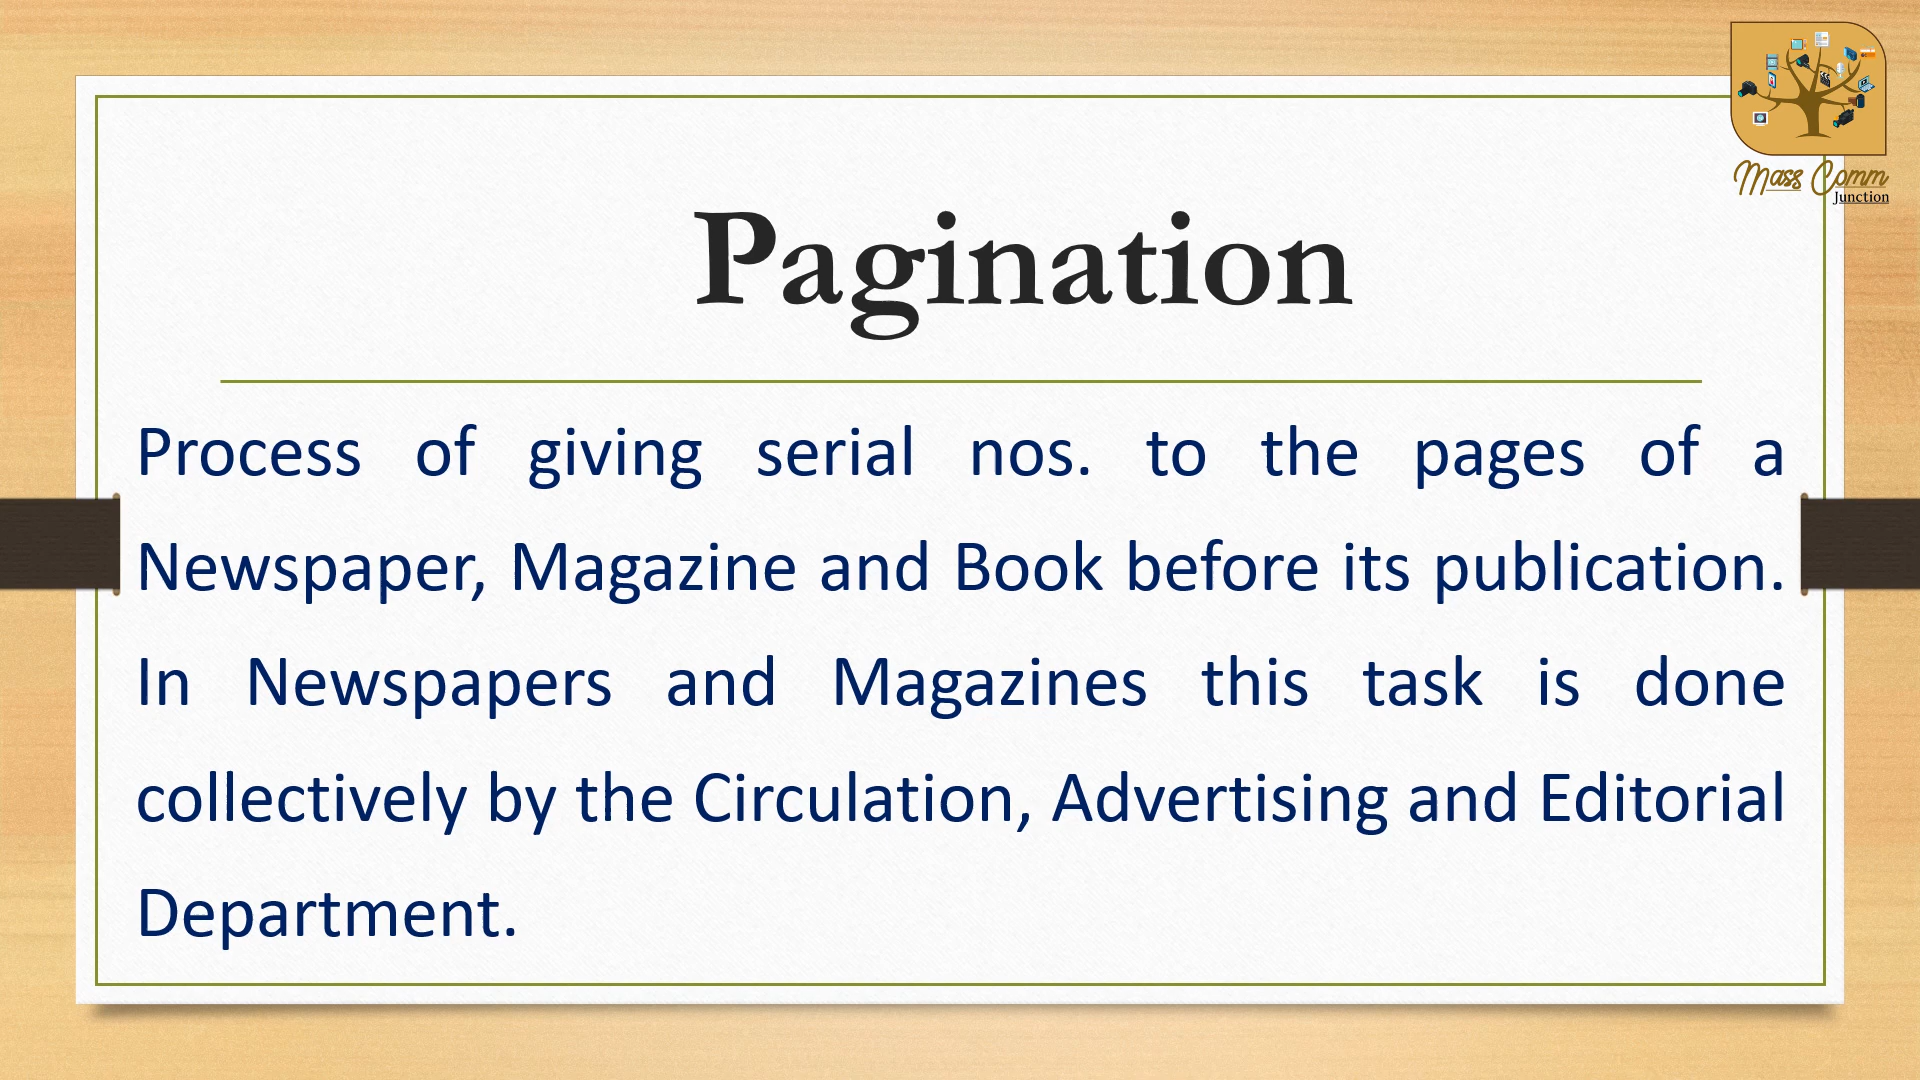 Mass Comm
Junction
Pagination
Process of giving serial nos. to the pages of a
Newspaper, Magazine and Book before its publication.
In Newspapers and Magazines this task is done
collectively by the Circulation, Advertising and Editorial
Department.